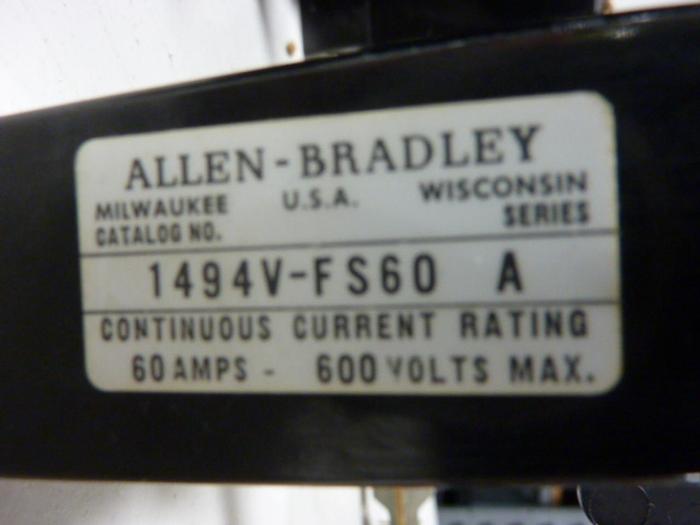 ALLEN-BRADLEY
MILWAUKEE U.S.A. WISCONSIN
CATALOG NO. SERIES
1494V-FS60 A
CONTINUOUS CURRENT RATING
60 AMPS - 600 VOLTS MAX.